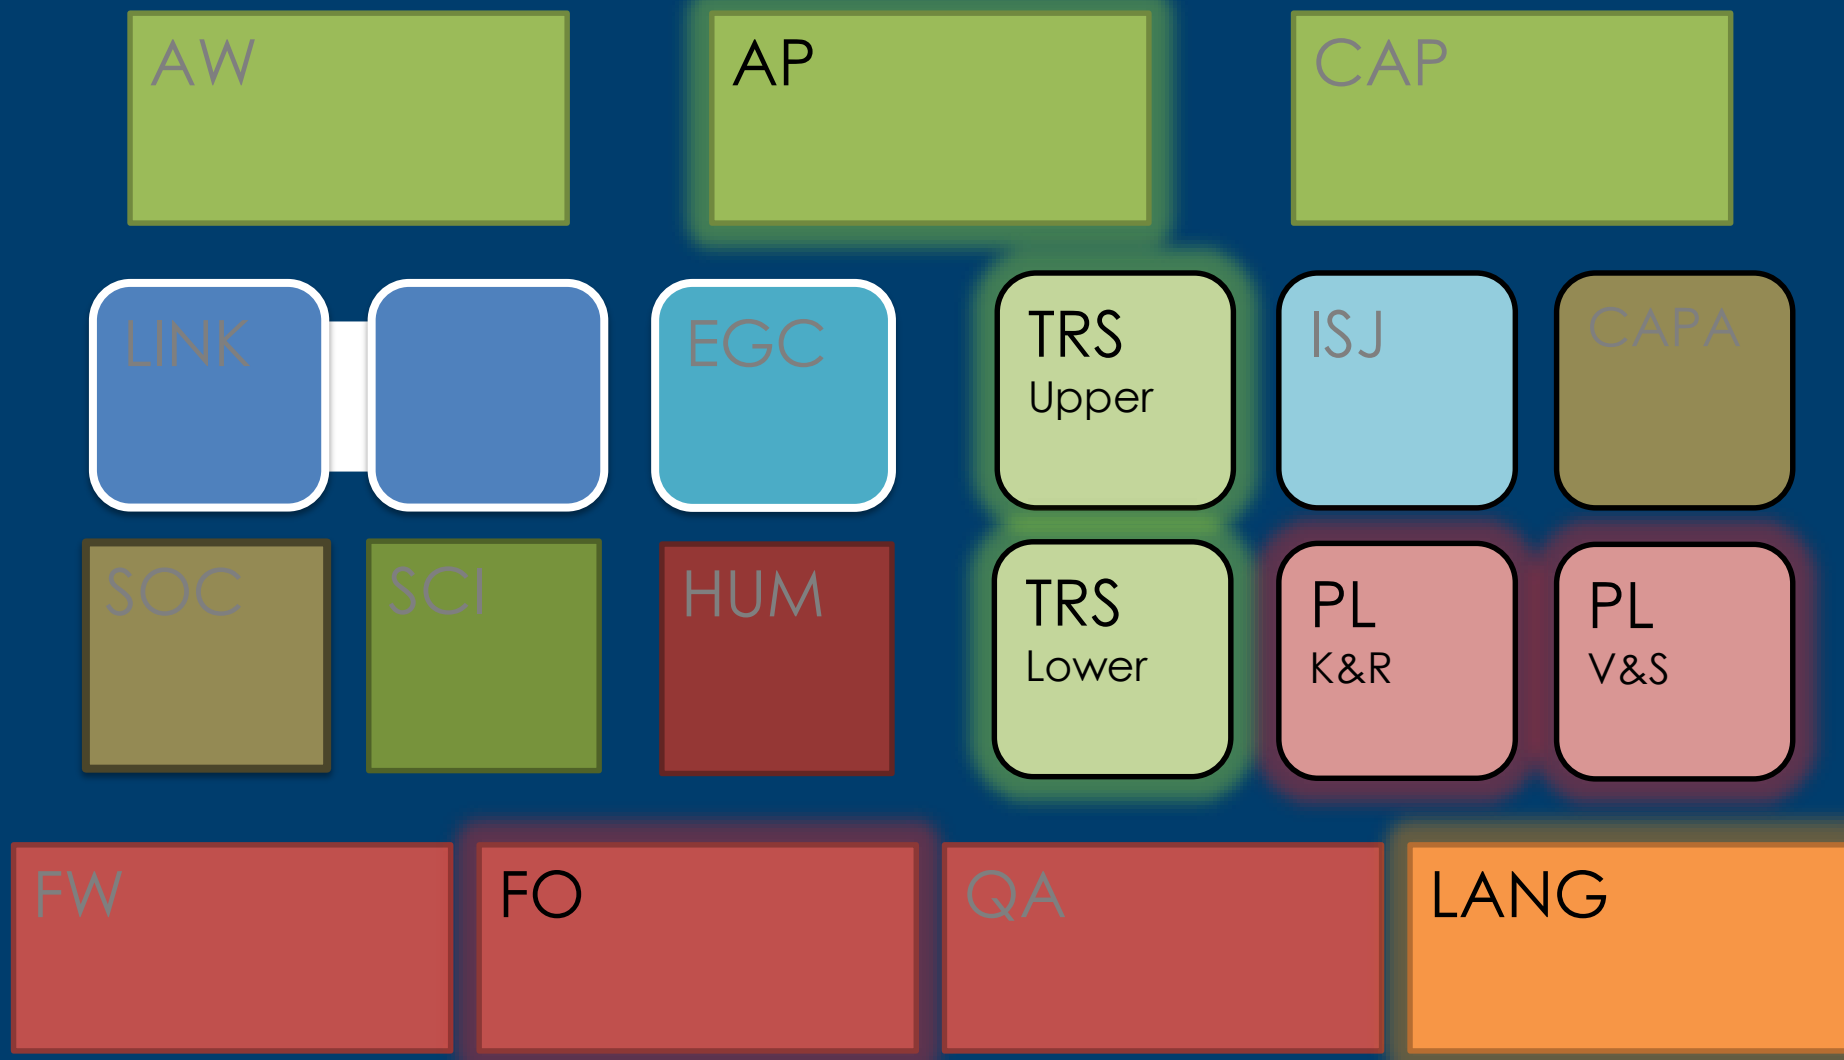 AW
AP
CAP
LINK
EGC
TRS
Upper
ISJ
CAPA
SOC
SCI
HUM
TRS
Lower
PL
K&R
PL
V&S
FW
FO
QA
LANG